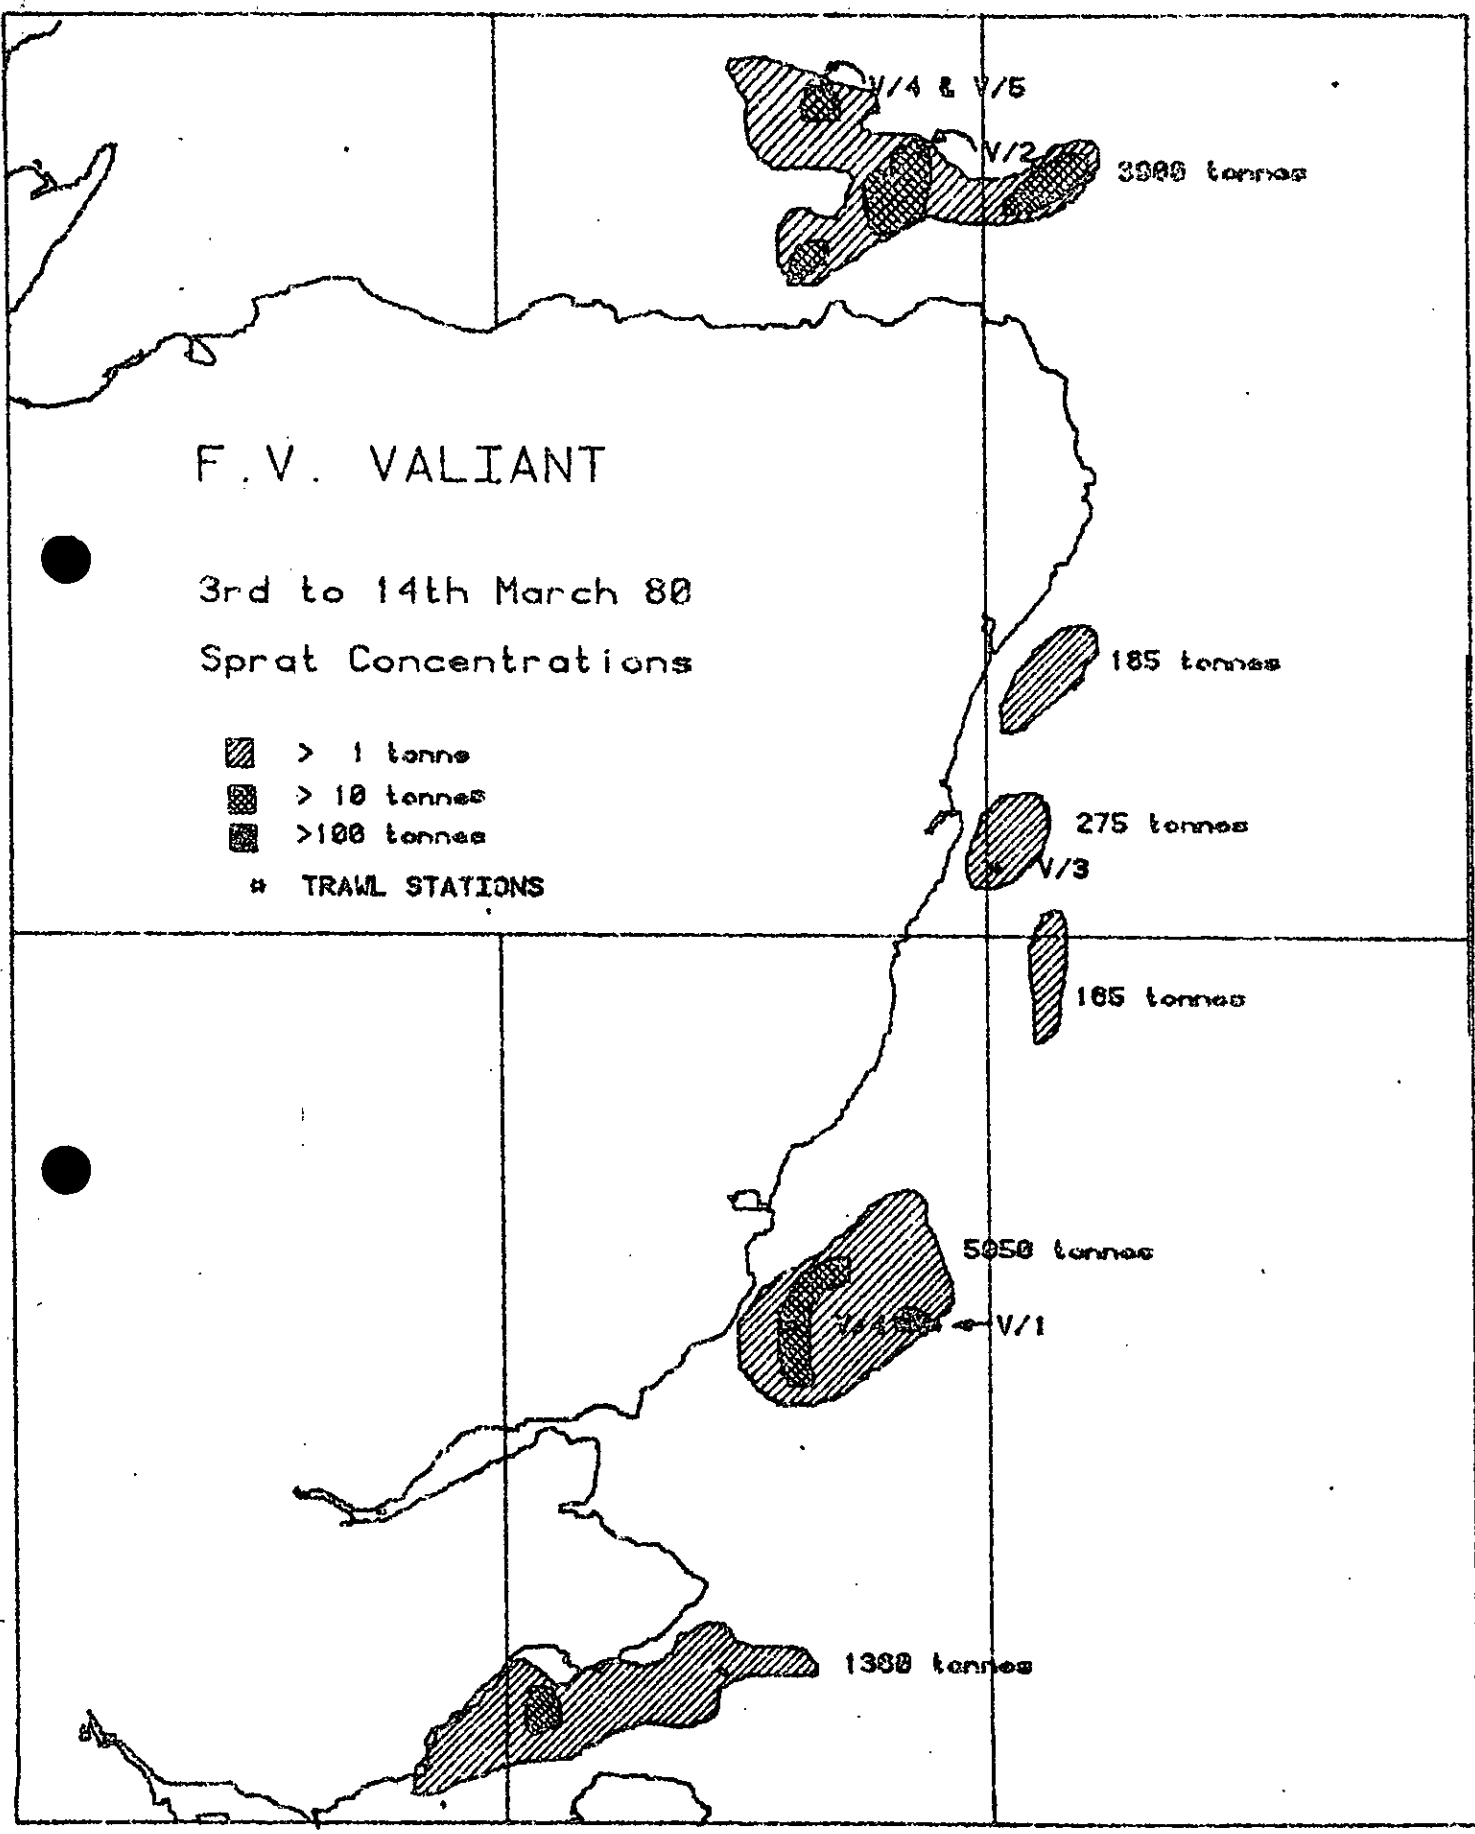 V/4 & V/5
V/2
3900 tonnes
F.V. VALIANT
3rd to 14th March 80
Sprat Concentrations
185 tonnes
> 1 tonne
> 10 tonnes
>100 tonnes
* TRAWL STATIONS
275 tonnes
V/3
165 tonnes
5050 tonnes
V/1
tonnes